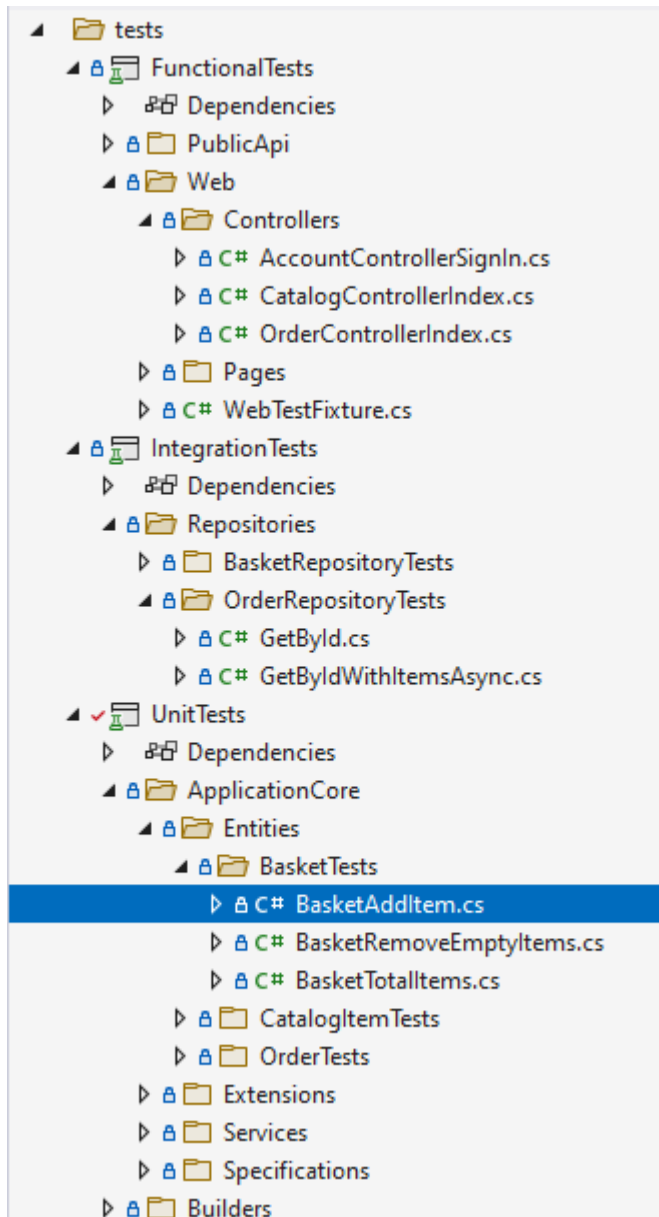 tests
FunctionalTests
Dependencies
PublicApi
Web
Controllers
C# AccountControllerSignIn.cs
C# CatalogControllerIndex.cs
C# OrderControllerIndex.cs
Pages
C# WebTestFixture.cs
IntegrationTests
Dependencies
Repositories
BasketRepositoryTests
OrderRepositoryTests
C# GetById.cs
C# GetByIdWithItemsAsync.cs
UnitTests
Dependencies
ApplicationCore
Entities
BasketTests
C# BasketAddItem.cs
C# BasketRemoveEmptyItems.cs
C# BasketTotalItems.cs
CatalogItemTests
OrderTests
Extensions
Services
Specifications
Builders